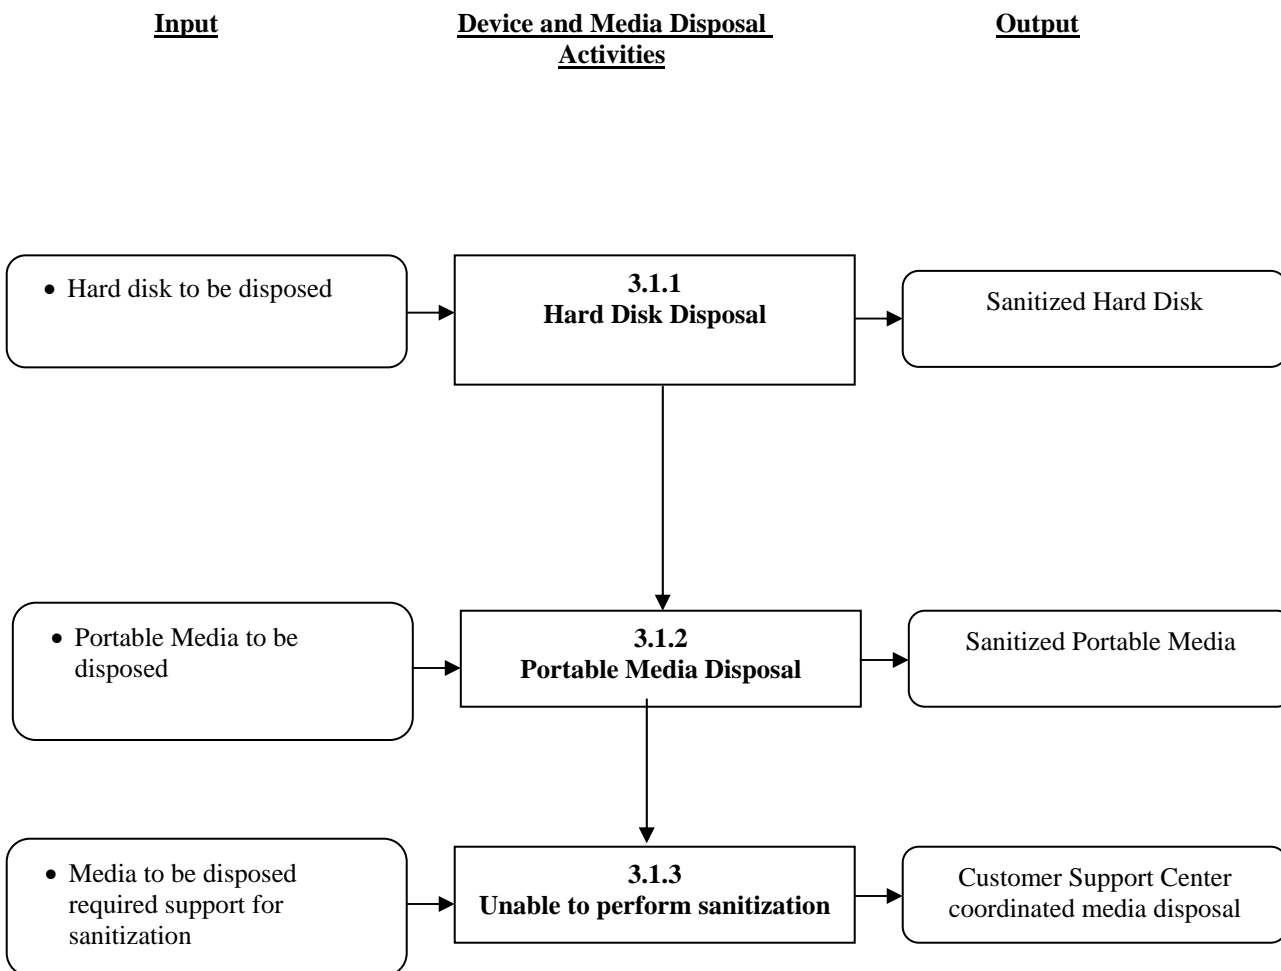 Input
Device and Media Disposal
Activities
Output
• Hard disk to be disposed
3.1.1
Hard Disk Disposal
Sanitized Hard Disk
• Portable Media to be
disposed
3.1.2
Portable Media Disposal
Sanitized Portable Media
• Media to be disposed
required support for
sanitization
3.1.3
Unable to perform sanitization
Customer Support Center
coordinated media disposal